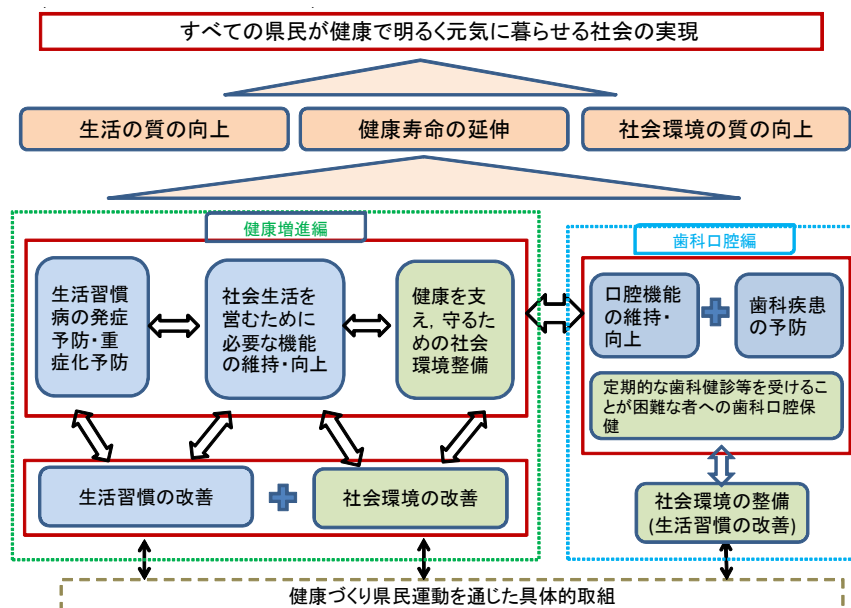 すべての県民が健康で明るく元気に暮らせる社会の実現
生活の質の向上
健康寿命の延伸
社会環境の質の向上
健康増進編
生活習慣
病の発症
予防・重
症化予防
社会生活を
営むために
必要な機能
の維持・向上
健康を支
え，守るた
めの社会
環境整備
生活習慣の改善
社会環境の改善
歯科口腔編
口腔機能
の維持・
向上
歯科疾患
の予防
定期的な歯科健診等を受けるこ
とが困難な者への歯科口腔保
健
社会環境の整備
(生活習慣の改善)
健康づくり県民運動を通じた具体的取組